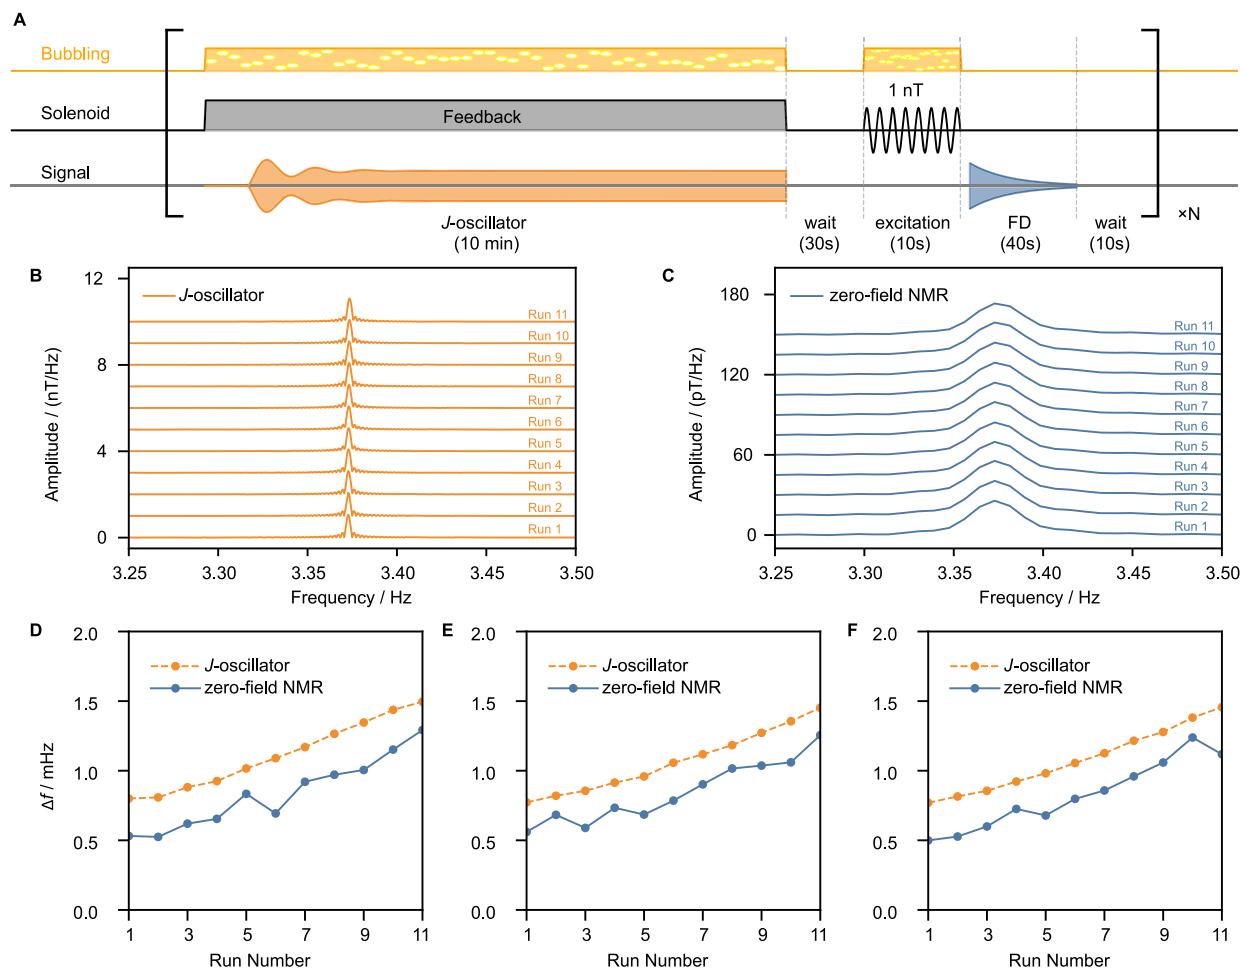 A
Bubbling
Solenoid
Signal
Feedback
1 nT
J-oscillator
(10 min)
wait
(30s)
excitation
(10s)
FD
(40s)
wait
(10s)
×N
B
J-oscillator
Amplitude / (nT/Hz)
12
8
4
0
Run 11
Run 10
Run 9
Run 8
Run 7
Run 6
Run 5
Run 4
Run 3
Run 2
Run 1
3.25
3.30
3.35
3.40
3.45
3.50
Frequency / Hz
C
zero-field NMR
Amplitude / (pT/Hz)
180
120
60
0
Run 11
Run 10
Run 9
Run 8
Run 7
Run 6
Run 5
Run 4
Run 3
Run 2
Run 1
3.25
3.30
3.35
3.40
3.45
3.50
Frequency / Hz
D
J-oscillator
zero-field NMR
Δf / mHz
2.0
1.5
1.0
0.5
0.0
1
3
5
7
9
11
Run Number
E
J-oscillator
zero-field NMR
2.0
1.5
1.0
0.5
0.0
1
3
5
7
9
11
Run Number
F
J-oscillator
zero-field NMR
2.0
1.5
1.0
0.5
0.0
1
3
5
7
9
11
Run Number